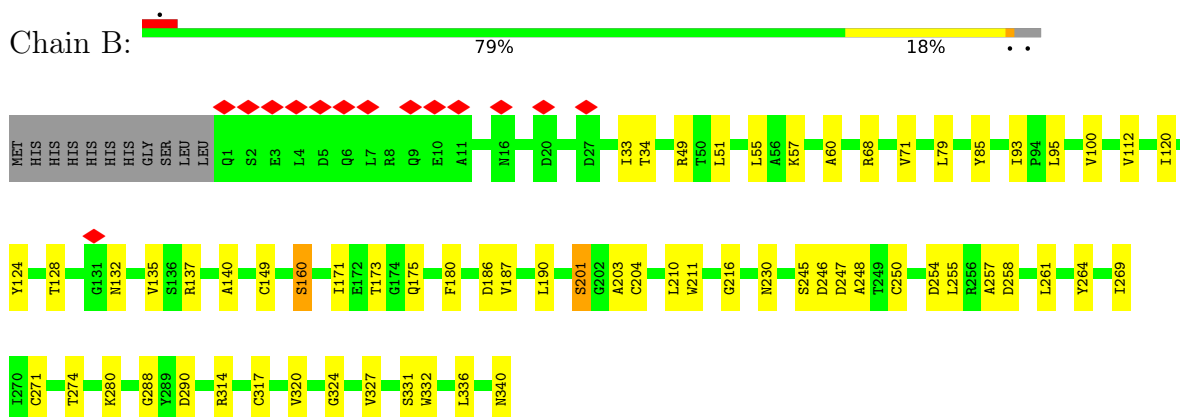 Chain B:
79% 18%
MET HIS HIS HIS HIS HIS HIS GLY SER LEU LEU Q1 S2 E3 L4 D5 Q6 L7 R8 Q9 E10 A11 N16 D20 D27 I33 T34 R49 T50 L51 L55 A56 K57 A60 R68 V71 L79 Y85 I93 P94 L95 V100 V112 I120
Y124 T128 G131 N132 V135 S136 R137 A140 C149 S160 I171 E172 T173 G174 Q175 F180 D186 V187 L190 S201 G202 A203 C204 L210 W211 G216 N230 S245 D246 D247 A248 T249 C250 D254 L255 R256 A257 D258 L261 Y264 I269
I270 C271 T274 K280 G288 Y289 D290 R314 C317 V320 G324 V327 S331 W332 L336 N340